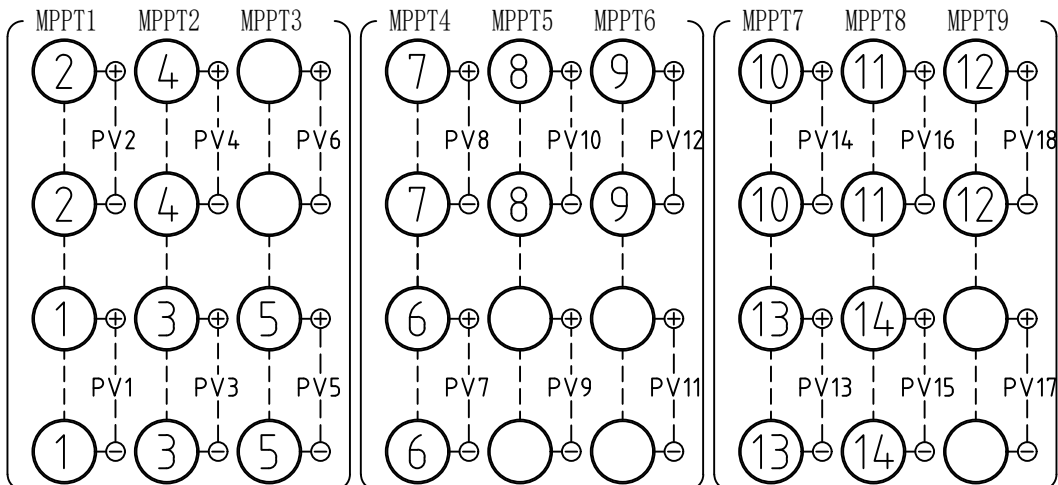 MPPT1 MPPT2 MPPT3 MPPT4 MPPT5 MPPT6 MPPT7 MPPT8 MPPT9
2 4 7 8 9 10 11 12
PV2 PV4 PV6 PV8 PV10 PV12 PV14 PV16 PV18
2 4 7 8 9 10 11 12
1 3 5 6 13 14
PV1 PV3 PV5 PV7 PV9 PV11 PV13 PV15 PV17
1 3 5 6 13 14